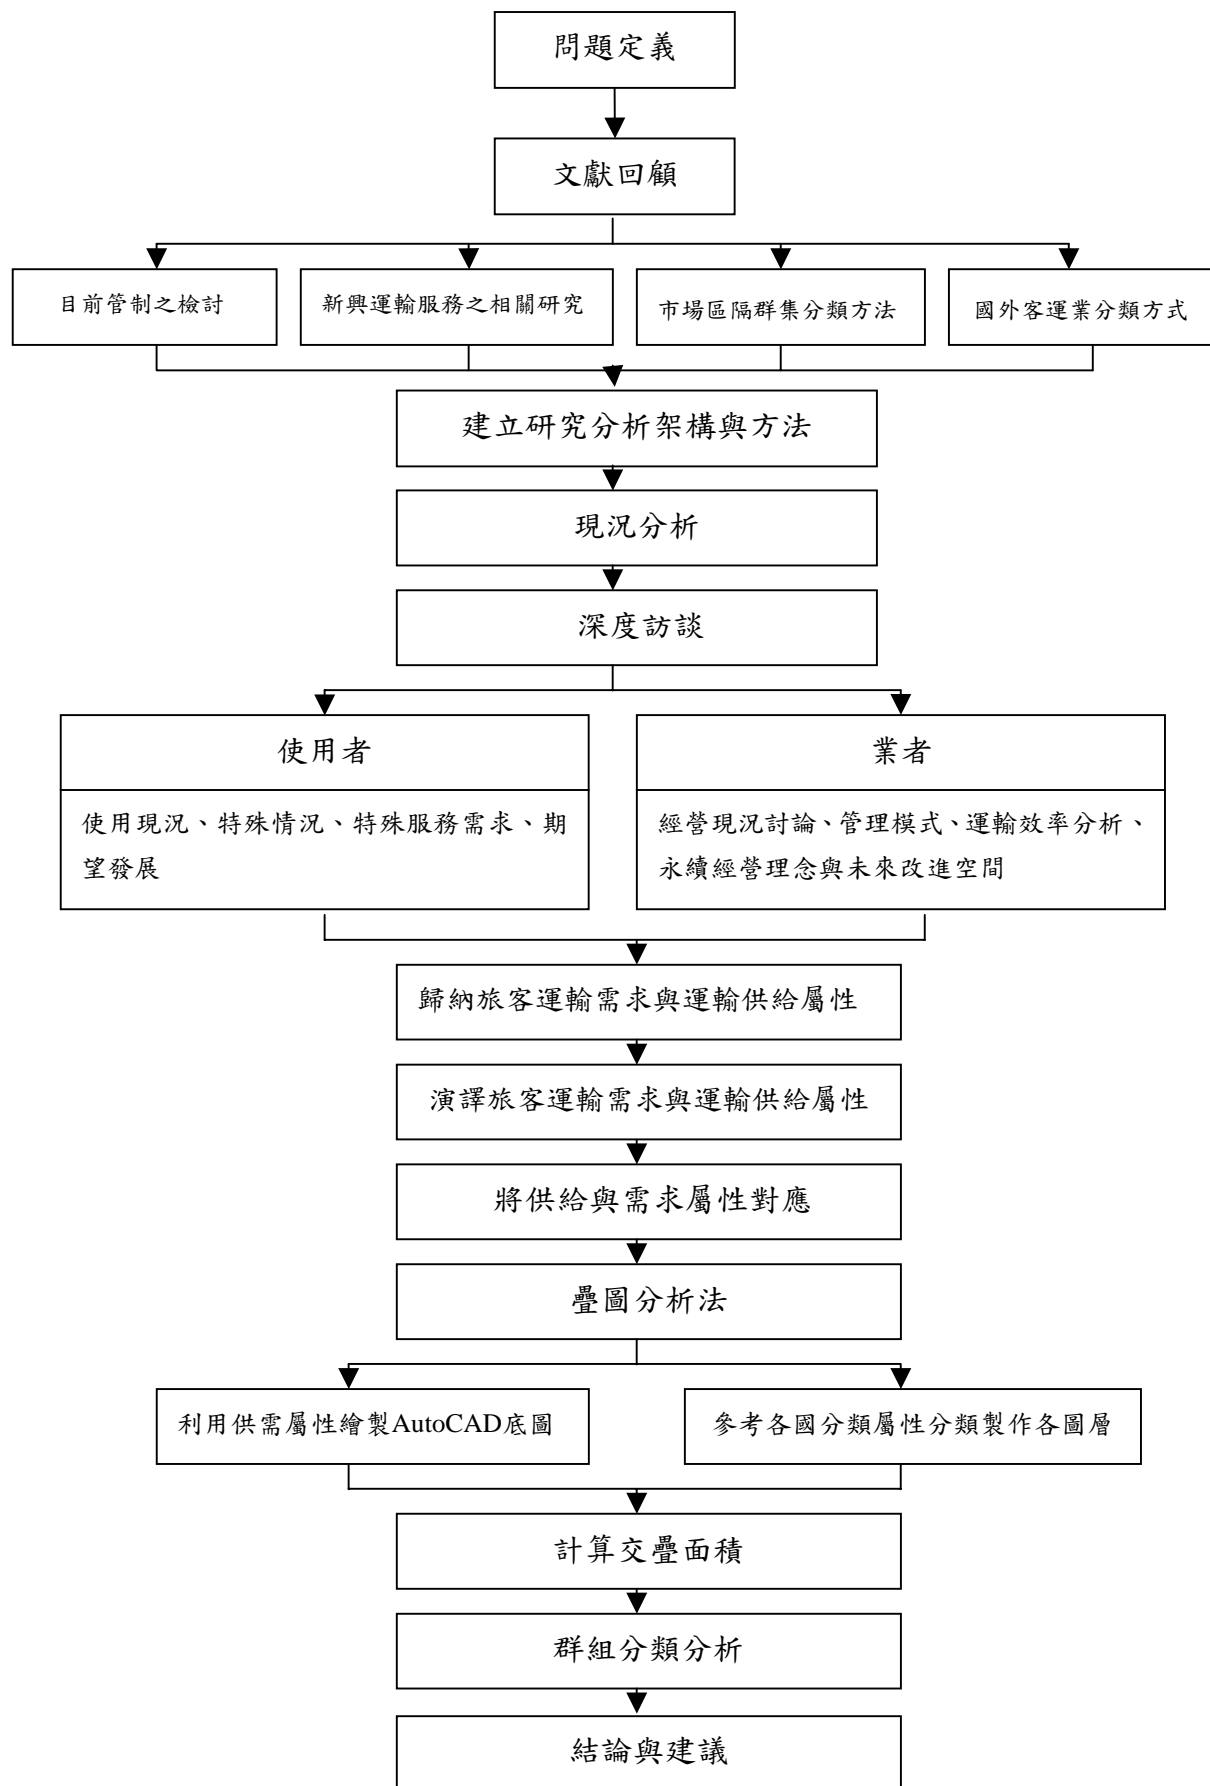 問題定義
文獻回顧
目前管制之檢討
新興運輸服務之相關研究
市場區隔群集分類方法
國外客運業分類方式
建立研究分析架構與方法
現況分析
深度訪談
使用者
業者
使用現況、特殊情況、特殊服務需求、期
望發展
經營現況討論、管理模式、運輸效率分析、
永續經營理念與未來改進空間
歸納旅客運輸需求與運輸供給屬性
演譯旅客運輸需求與運輸供給屬性
將供給與需求屬性對應
疊圖分析法
利用供需屬性繪製AutoCAD底圖
參考各國分類屬性分類製作各圖層
計算交疊面積
群組分類分析
結論與建議